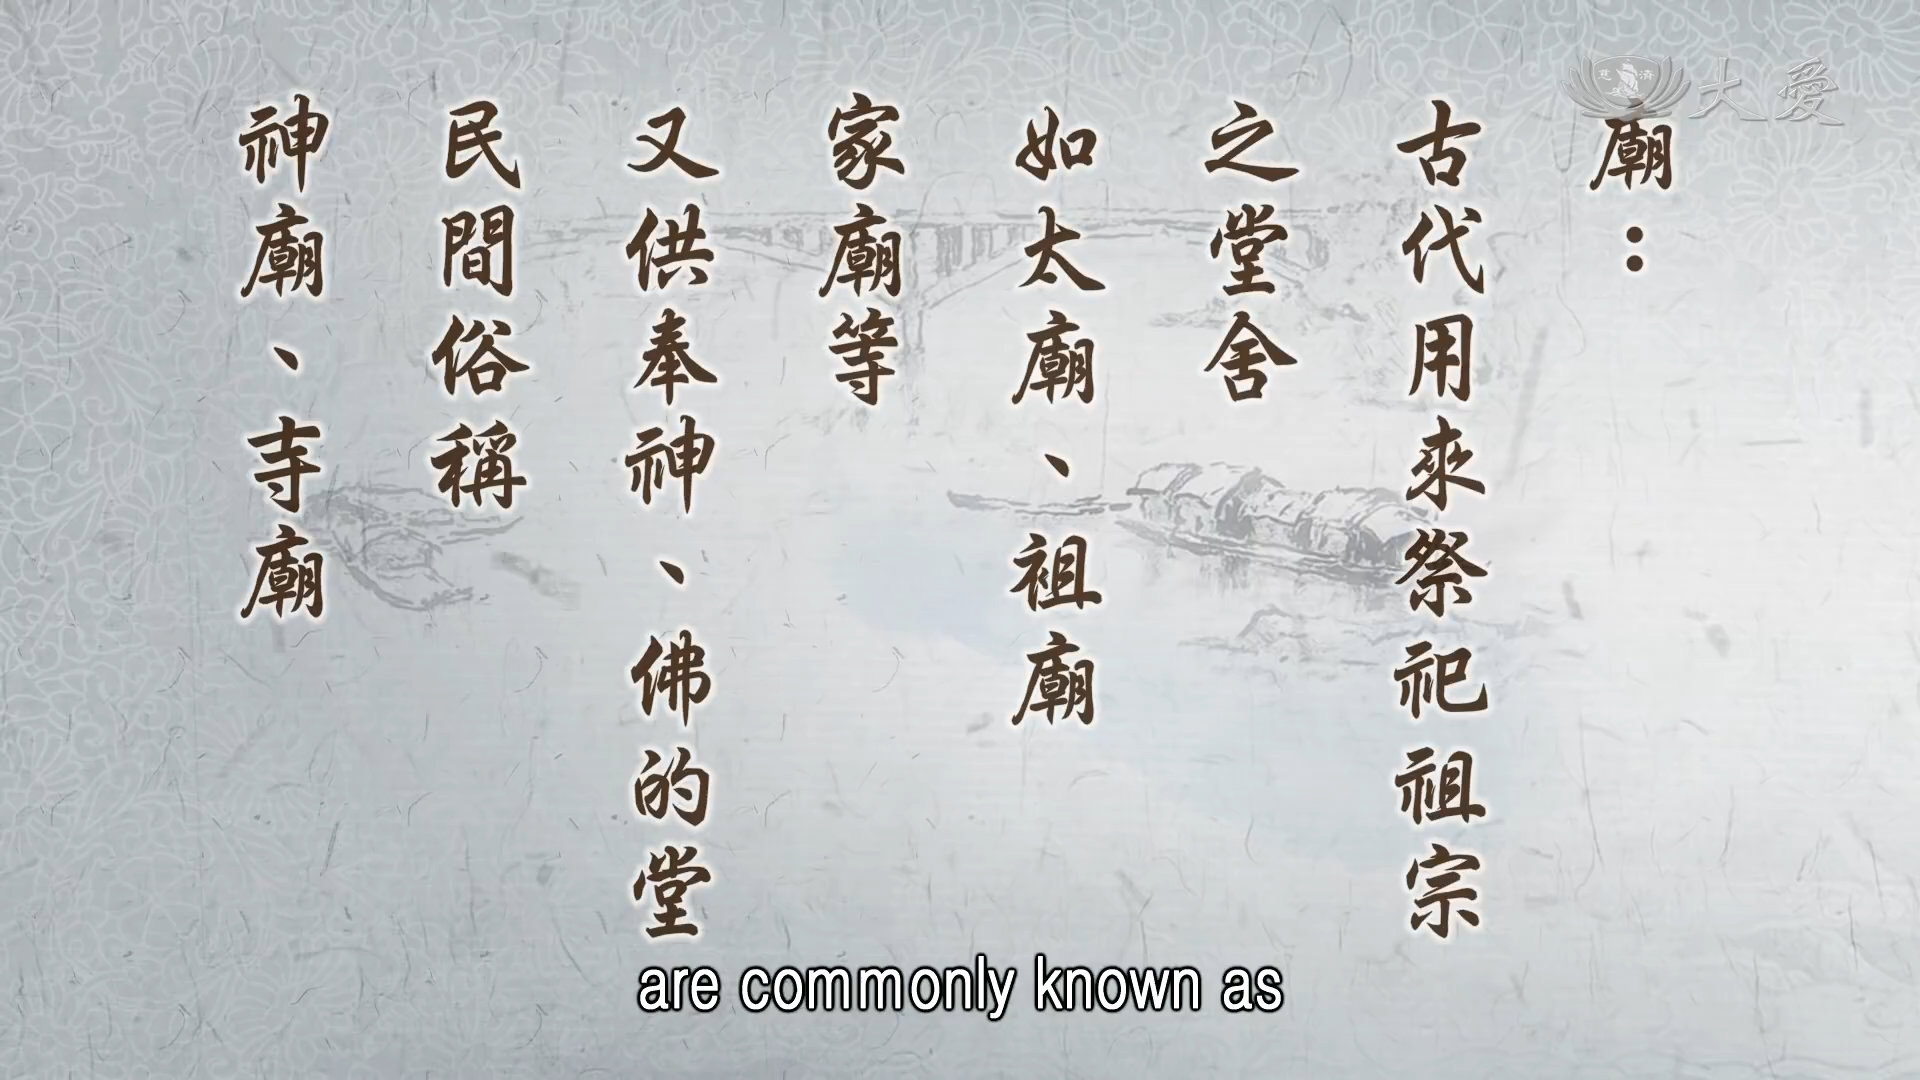 廟：
古代用來祭祀祖宗
之堂舍
如太廟、祖廟
家廟等
又供奉神、佛的堂
民間俗稱
神廟、寺廟
慈濟
大愛
are commonly known as